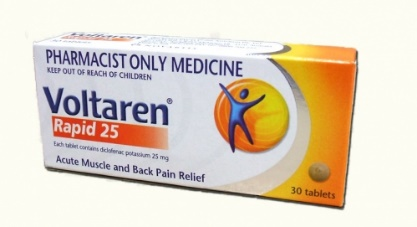 PHARMACIST ONLY MEDICINE
KEEP OUT OF REACH OF CHILDREN
Voltaren®
Rapid 25
Each tablet contains diclofenac potassium 25 mg
Acute Muscle and Back Pain Relief
30 tablets